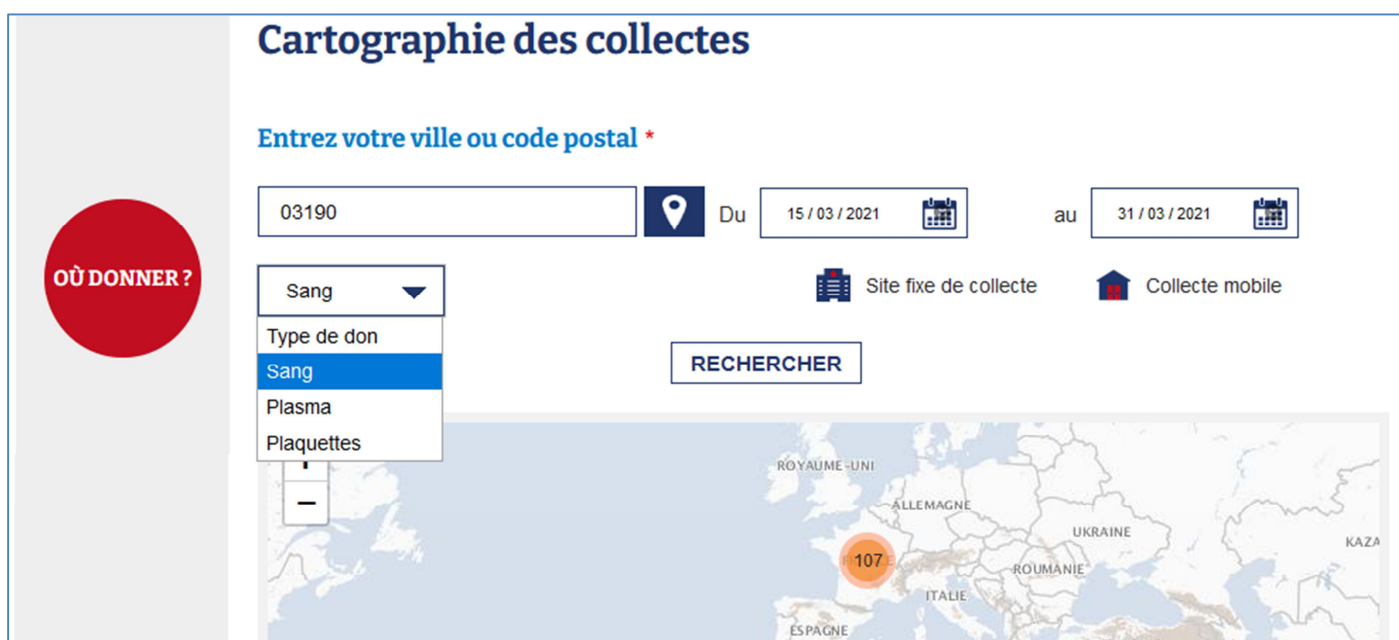 Cartographie des collectes
Entrez votre ville ou code postal *
03190
Du
15 / 03 / 2021
au
31 / 03 / 2021
OÙ DONNER ?
Sang
Site fixe de collecte
Collecte mobile
Type de don
Sang
Plasma
Plaquettes
RECHERCHER
+
−
ROYAUME-UNI
ALLEMAGNE
UKRAINE
KAZA
107
ROUMANIE
ITALIE
ESPAGNE